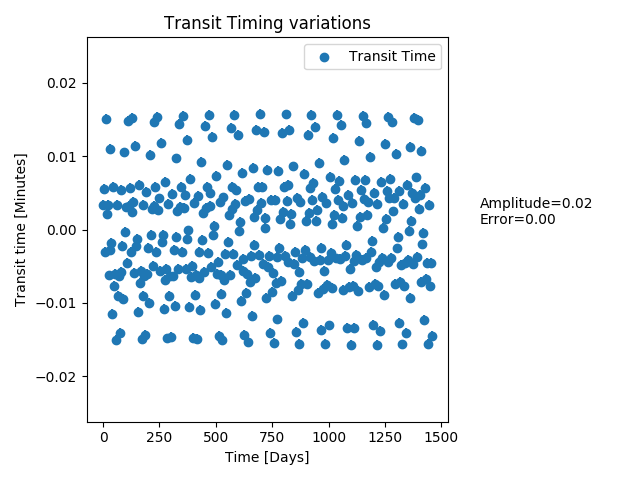 Transit Timing variations
Transit Time
0.02
0.01
0.00
−0.01
−0.02
Transit time [Minutes]
0
250
500
750
1000
1250
1500
Time [Days]
Amplitude=0.02
Error=0.00